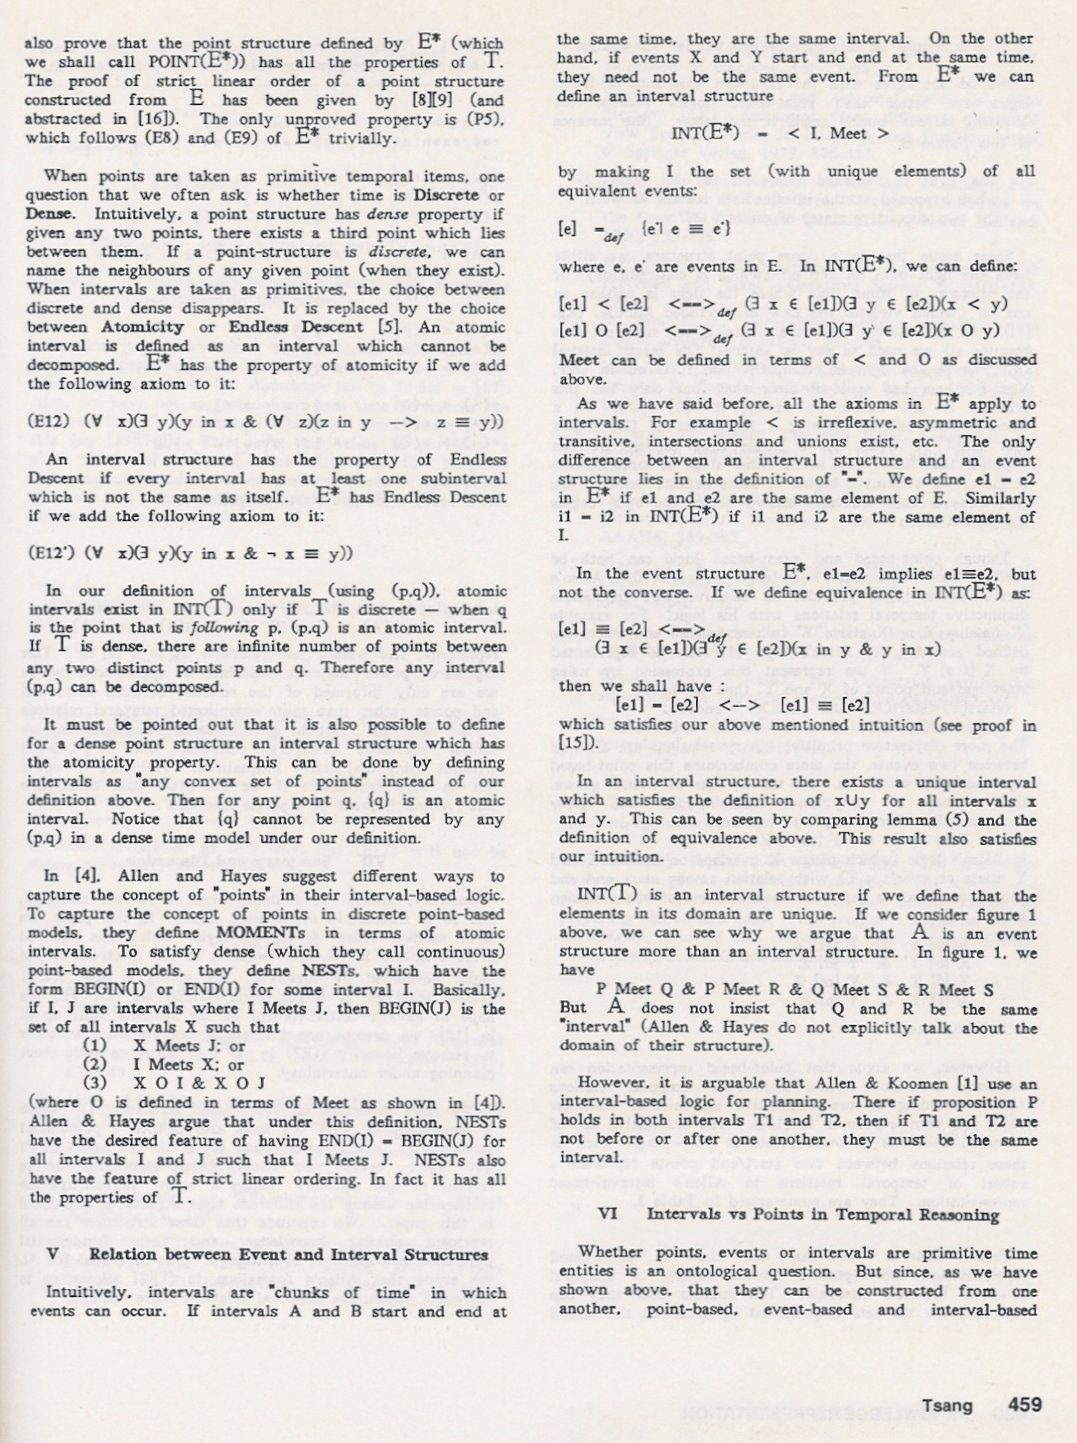 also prove that the point structure defined by E* (which
we shall call POINT(E*)) has all the properties of T.
The proof of strict linear order of a point structure
constructed from E has been given by [8][9] (and
abstracted in [16]). The only unproved property is (P5),
which follows (E8) and (E9) of E* trivially.
When points are taken as primitive temporal items, one
question that we often ask is whether time is Discrete or
Dense. Intuitively, a point structure has dense property if
given any two points, there exists a third point which lies
between them. If a point-structure is discrete, we can
name the neighbours of any given point (when they exist).
When intervals are taken as primitives, the choice between
discrete and dense disappears. It is replaced by the choice
between Atomicity or Endless Descent [5]. An atomic
interval is defined as an interval which cannot be
decomposed. E* has the property of atomicity if we add
the following axiom to it:
(E12) (∀ x)(∃ y)(y in x & (∀ z)(z in y --> z ≡ y))
An interval structure has the property of Endless
Descent if every interval has at least one subinterval
which is not the same as itself. E* has Endless Descent
if we add the following axiom to it:
(E12') (∀ x)(∃ y)(y in x & ¬ x ≡ y))
In our definition of intervals (using (p,q)), atomic
intervals exist in INT(T) only if T is discrete — when q
is the point that is following p, (p,q) is an atomic interval.
If T is dense, there are infinite number of points between
any two distinct points p and q. Therefore any interval
(p,q) can be decomposed.
It must be pointed out that it is also possible to define
for a dense point structure an interval structure which has
the atomicity property. This can be done by defining
intervals as "any convex set of points" instead of our
definition above. Then for any point q, {q} is an atomic
interval. Notice that {q} cannot be represented by any
(p,q) in a dense time model under our definition.
In [4], Allen and Hayes suggest different ways to
capture the concept of "points" in their interval-based logic.
To capture the concept of points in discrete point-based
models, they define MOMENTs in terms of atomic
intervals. To satisfy dense (which they call continuous)
point-based models, they define NESTs, which have the
form BEGIN(I) or END(I) for some interval I. Basically,
if I, J are intervals where I Meets J, then BEGIN(J) is the
set of all intervals X such that
(1) X Meets J; or
(2) I Meets X; or
(3) X O I & X O J
(where O is defined in terms of Meet as shown in [4]).
Allen & Hayes argue that under this definition, NESTs
have the desired feature of having END(I) = BEGIN(J) for
all intervals I and J such that I Meets J. NESTs also
have the feature of strict linear ordering. In fact it has all
the properties of T.
V Relation between Event and Interval Structures
Intuitively, intervals are "chunks of time" in which
events can occur. If intervals A and B start and end at
the same time, they are the same interval. On the other
hand, if events X and Y start and end at the same time,
they need not be the same event. From E* we can
define an interval structure
INT(E*) = < I, Meet >
by making I the set (with unique elements) of all
equivalent events:
[e] =def {e'| e ≡ e'}
where e, e' are events in E. In INT(E*), we can define:
[e1] < [e2] <==>def (∃ x ∈ [e1])(∃ y ∈ [e2])(x < y)
[e1] O [e2] <==>def (∃ x ∈ [e1])(∃ y ∈ [e2])(x O y)
Meet can be defined in terms of < and O as discussed
above.
As we have said before, all the axioms in E* apply to
intervals. For example < is irreflexive, asymmetric and
transitive, intersections and unions exist, etc. The only
difference between an interval structure and an event
structure lies in the definition of "=". We define e1 = e2
in E* if e1 and e2 are the same element of E. Similarly
i1 = i2 in INT(E*) if i1 and i2 are the same element of
I.
In the event structure E*, e1=e2 implies e1≡e2, but
not the converse. If we define equivalence in INT(E*) as:
[e1] ≡ [e2] <==>def
(∃ x ∈ [e1])(∃ y ∈ [e2])(x in y & y in x)
then we shall have :
[e1] = [e2] <--> [e1] ≡ [e2]
which satisfies our above mentioned intuition (see proof in
[15]).
In an interval structure, there exists a unique interval
which satisfies the definition of xUy for all intervals x
and y. This can be seen by comparing lemma (5) and the
definition of equivalence above. This result also satisfies
our intuition.
INT(T) is an interval structure if we define that the
elements in its domain are unique. If we consider figure 1
above, we can see why we argue that A is an event
structure more than an interval structure. In figure 1, we
have
P Meet Q & P Meet R & Q Meet S & R Meet S
But A does not insist that Q and R be the same
"interval" (Allen & Hayes do not explicitly talk about the
domain of their structure).
However, it is arguable that Allen & Koomen [1] use an
interval-based logic for planning. There if proposition P
holds in both intervals T1 and T2, then if T1 and T2 are
not before or after one another, they must be the same
interval.
VI Intervals vs Points in Temporal Reasoning
Whether points, events or intervals are primitive time
entities is an ontological question. But since, as we have
shown above, that they can be constructed from one
another, point-based, event-based and interval-based
Tsang 459